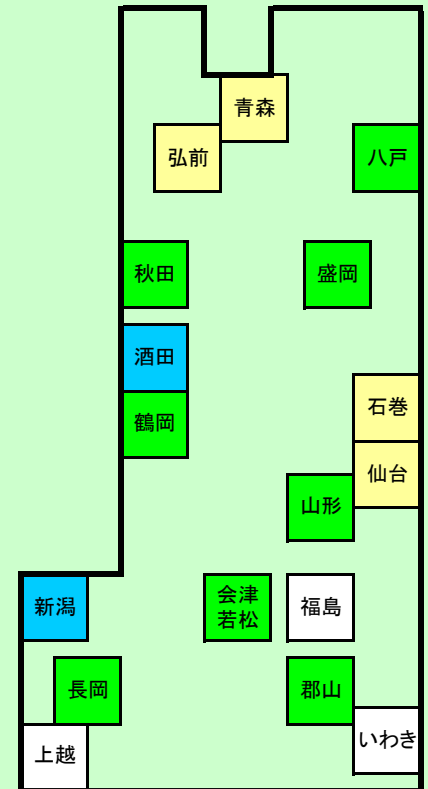 青森
弘前
八戸
秋田
盛岡
酒田
石巻
鶴岡
仙台
山形
新潟
会津
若松
福島
長岡
郡山
いわき
上越